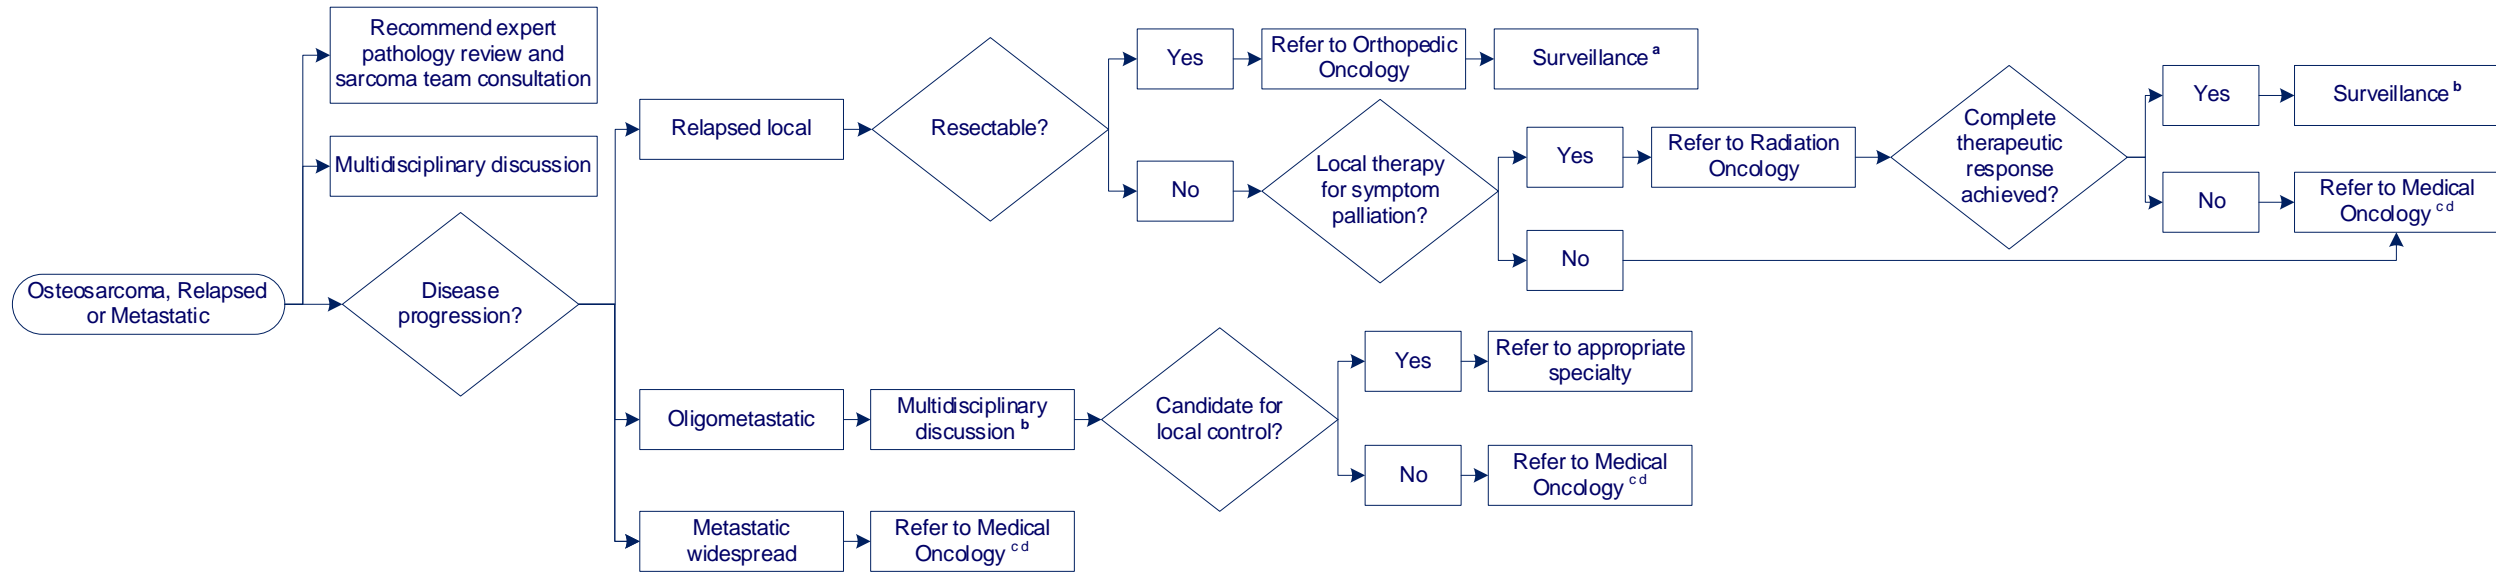 Recommend expert
pathology review and
sarcoma team consultation
Multidisciplinary discussion
Osteosarcoma, Relapsed
or Metastatic
Disease
progression?
Relapsed local
Resectable?
Yes
Refer to Orthopedic
Oncology
Surveillance a
No
Local therapy
for symptom
palliation?
Yes
Refer to Radiation
Oncology
Complete
therapeutic
response
achieved?
Yes
Surveillance b
No
Refer to Medical
Oncology c d
No
Oligometastatic
Multidisciplinary
discussion b
Candidate for
local control?
Yes
Refer to appropriate
specialty
No
Refer to Medical
Oncology c d
Metastatic
widespread
Refer to Medical
Oncology c d